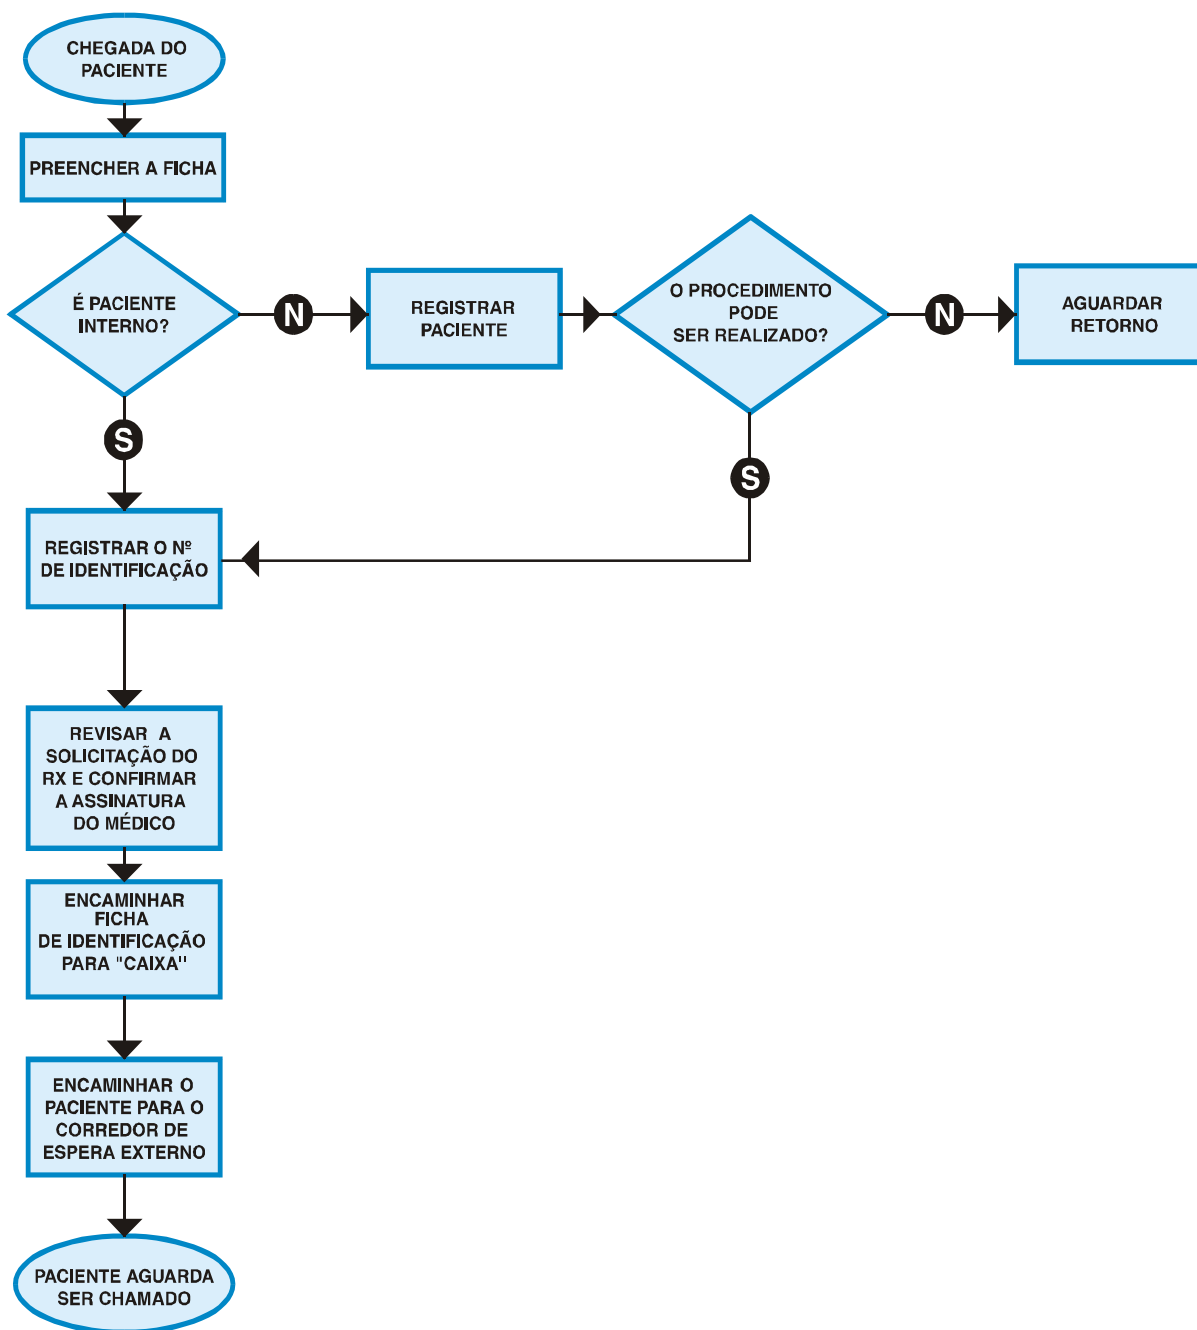 CHEGADA DO
PACIENTE
PREENCHER A FICHA
É PACIENTE
INTERNO?
N
REGISTRAR
PACIENTE
O PROCEDIMENTO
PODE
SER REALIZADO?
N
AGUARDAR
RETORNO
S
S
REGISTRAR O Nº
DE IDENTIFICAÇÃO
REVISAR A
SOLICITAÇÃO DO
RX E CONFIRMAR
A ASSINATURA
DO MÉDICO
ENCAMINHAR
FICHA
DE IDENTIFICAÇÃO
PARA "CAIXA"
ENCAMINHAR O
PACIENTE PARA O
CORREDOR DE
ESPERA EXTERNO
PACIENTE AGUARDA
SER CHAMADO